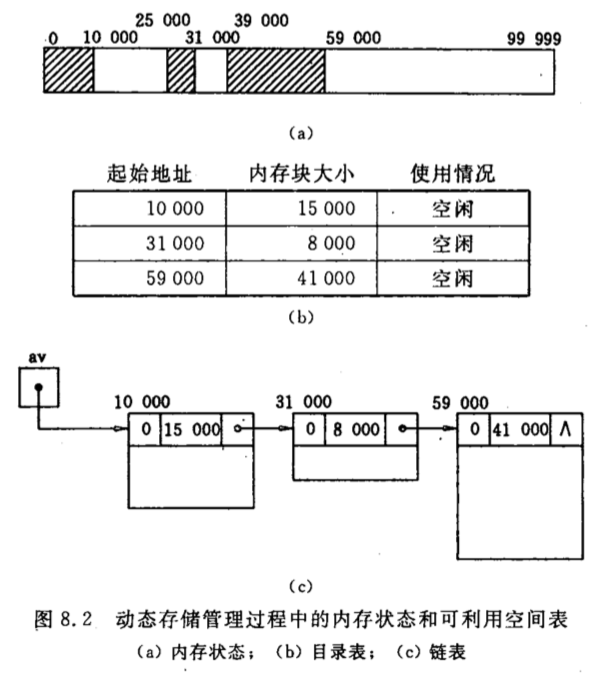 25 000 39 000
0 10 000 31 000 59 000 99 999
(a)
起始地址 内存块大小 使用情况
10 000 15 000 空闲
31 000 8 000 空闲
59 000 41 000 空闲
(b)
av
10 000 31 000 59 000
0 15 000 0 8 000 0 41 000 ∧
(c)
图 8.2 动态存储管理过程中的内存状态和可利用空间表
(a) 内存状态; (b) 目录表; (c) 链表